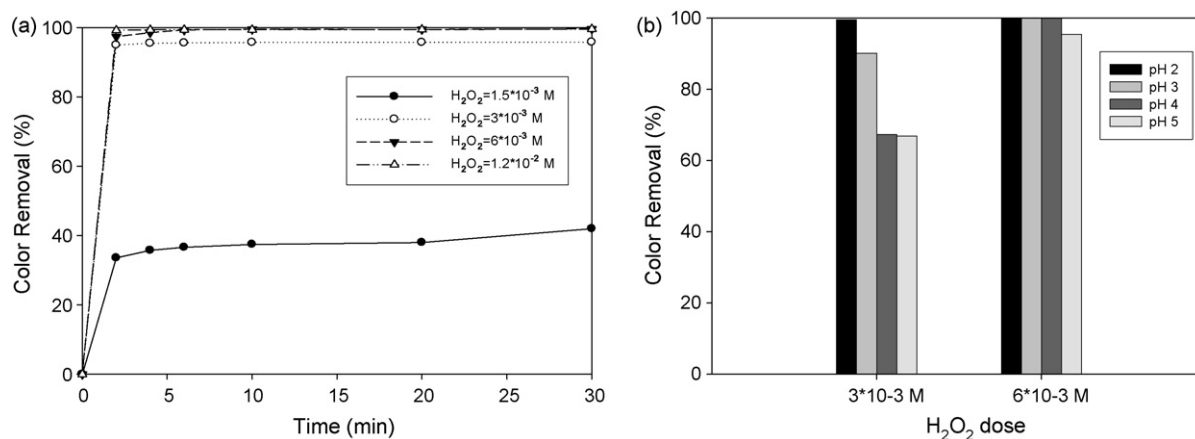 (a)
100
80
60
40
20
0
Color Removal (%)
H₂O₂=1.5*10⁻³ M
H₂O₂=3*10⁻³ M
H₂O₂=6*10⁻³ M
H₂O₂=1.2*10⁻² M
0 5 10 15 20 25 30
Time (min)
(b)
100
80
60
40
20
0
Color Removal (%)
pH 2
pH 3
pH 4
pH 5
3*10-3 M 6*10-3 M
H₂O₂ dose